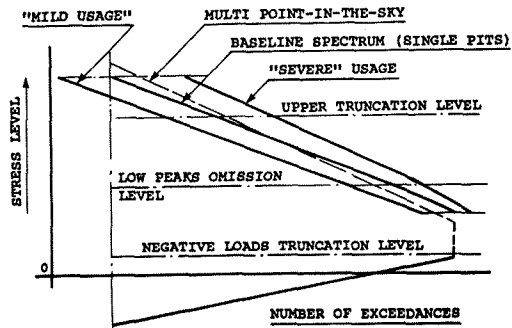 "MILD USAGE"
MULTI POINT-IN-THE-SKY
BASELINE SPECTRUM (SINGLE PITS)
"SEVERE" USAGE
UPPER TRUNCATION LEVEL
STRESS LEVEL
LOW PEAKS OMISSION
LEVEL
NEGATIVE LOADS TRUNCATION LEVEL
0
NUMBER OF EXCEEDANCES